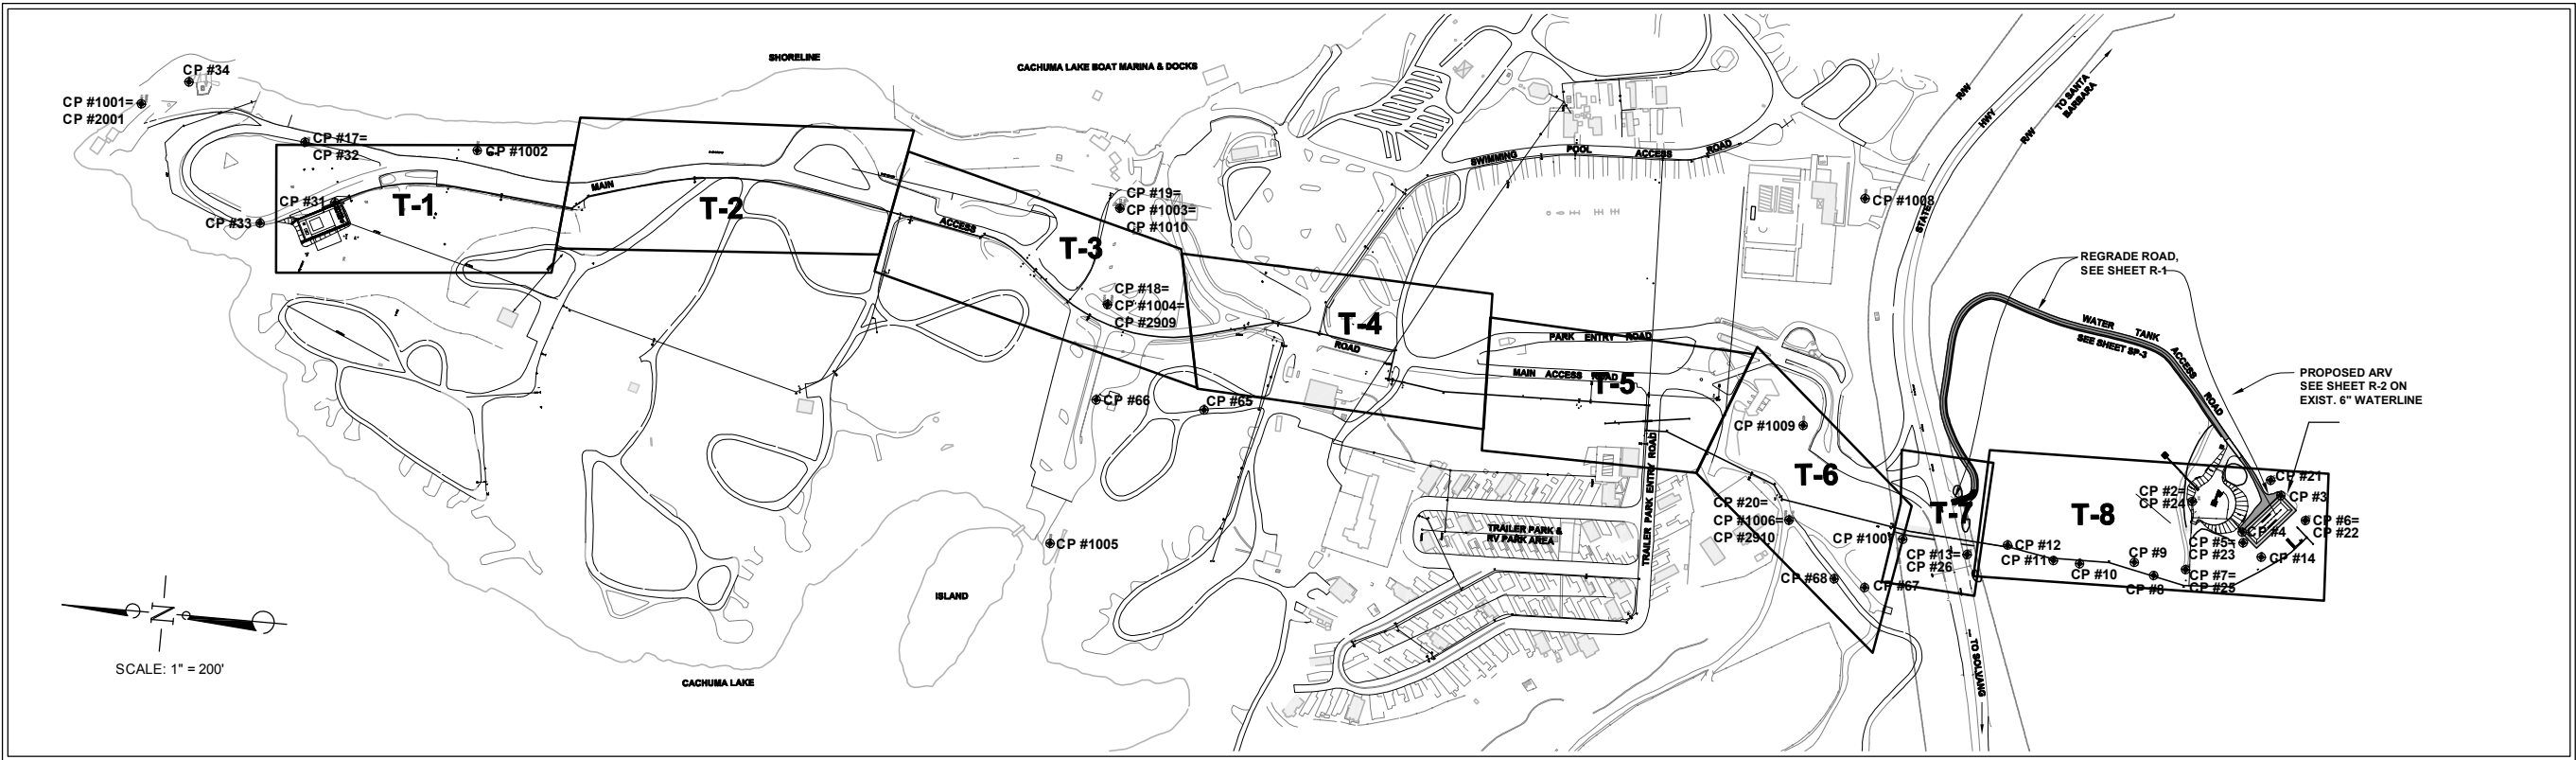 SHORELINE
CACHUMA LAKE BOAT MARINA & DOCKS
CP #34
CP #1001=
CP #2001
CP #17=
CP #32
CP #1002
CP #31
CP #33
T-1
MAIN
T-2
ACCESS
T-3
CP #19=
CP #1003=
CP #1010
CP #18=
CP #1004=
CP #2909
CP #66
CP #65
CP #1005
ISLAND
CACHUMA LAKE
N
SCALE: 1" = 200'
T-4
ROAD
SWIMMING POOL ACCESS ROAD
PARK ENTRY ROAD
MAIN ACCESS ROAD
T-5
TRAILER PARK ENTRY ROAD
TRAILER PARK &
RV PARK AREA
CP #1008
CP #1009
T-6
CP #20=
CP #1006=
CP #2910
CP #68
CP #67
CP #100
R/W
STATE HWY
R/W
TO SANTA
BARBARA
T-7
CP #13=
CP #26
TO SOLVANG
REGRADE ROAD,
SEE SHEET R-1
WATER TANK ACCESS ROAD
SEE SHEET SP-3
PROPOSED ARV
SEE SHEET R-2 ON
EXIST. 6" WATERLINE
T-8
CP #12
CP #11
CP #10
CP #9
CP #8
CP #7=
CP #25
CP #2=
CP #24
CP #21
CP #3
CP #4
CP #5=
CP #23
CP #6=
CP #22
CP #14